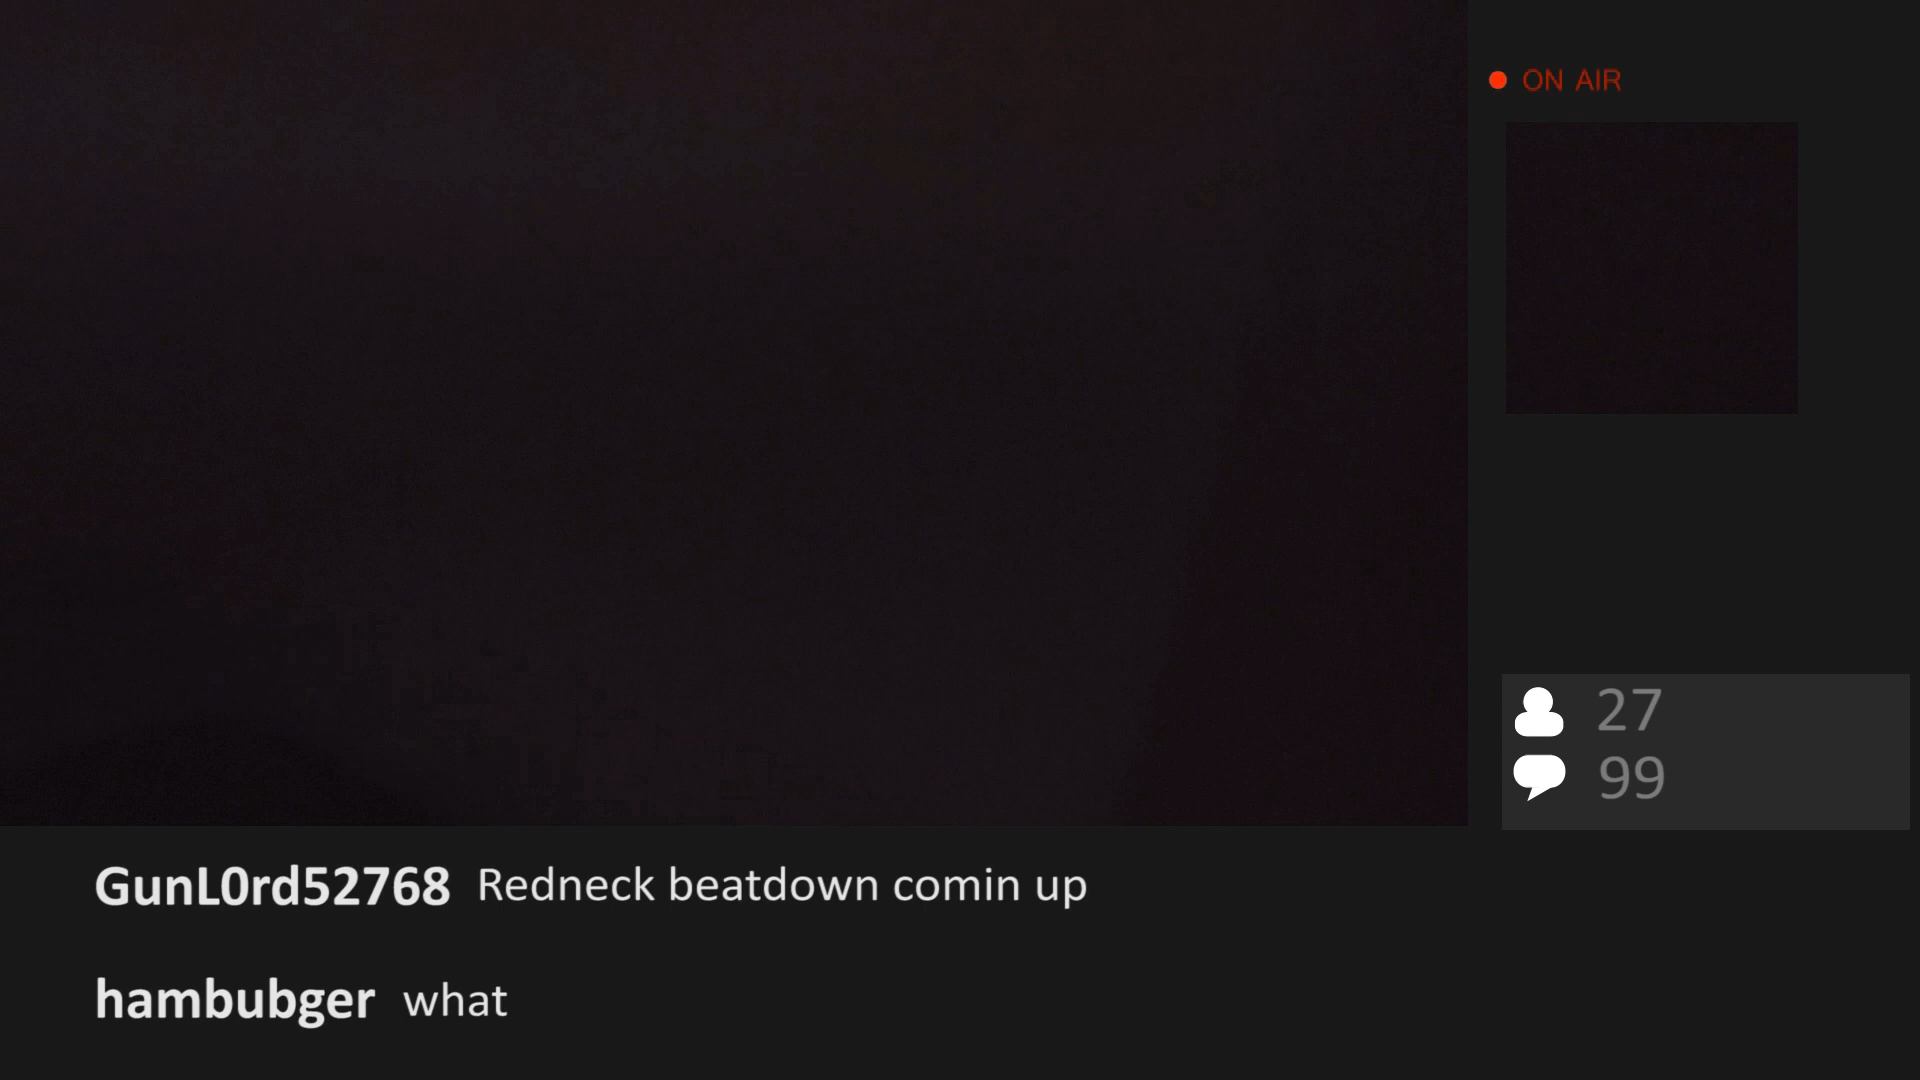 ON AIR
27
99
GunL0rd52768 Redneck beatdown comin up
hambubger what